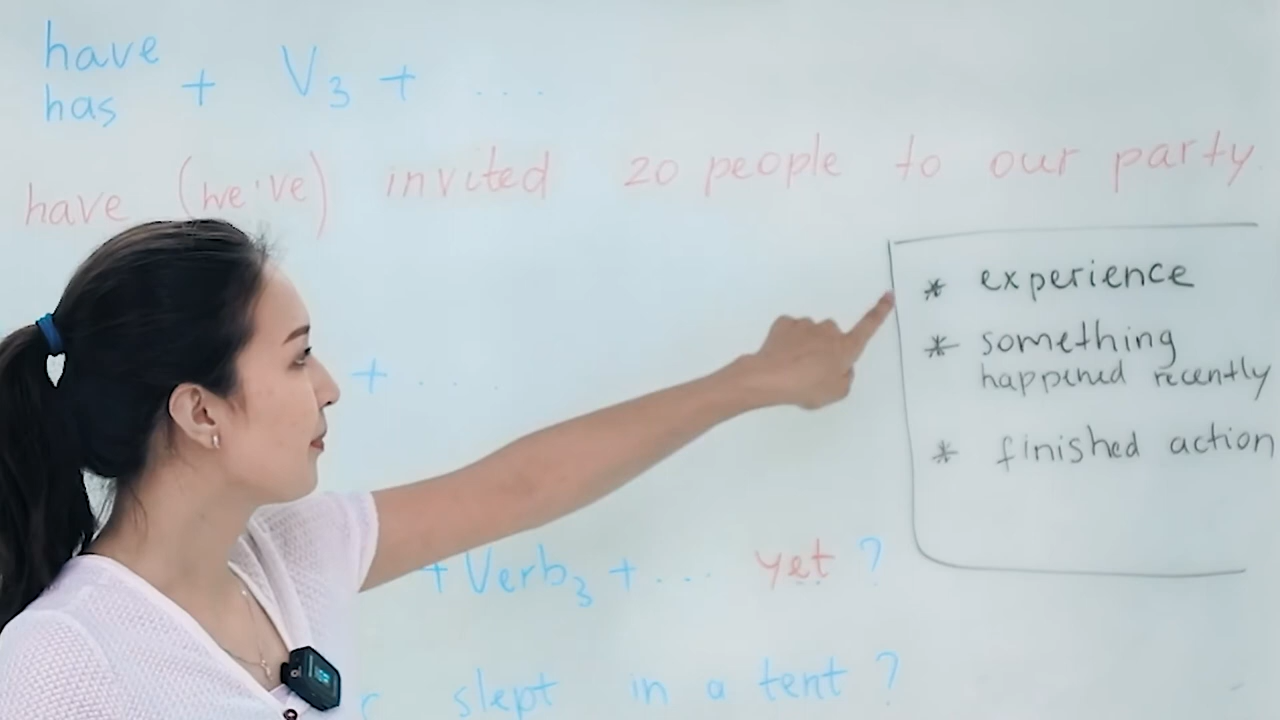 have
has + V3 + ....
have (we've) invited 20 people to our party
* experience
* something
happened recently
* finished action
+ ....
+ Verb3 + ... yet ?
slept in a tent ?